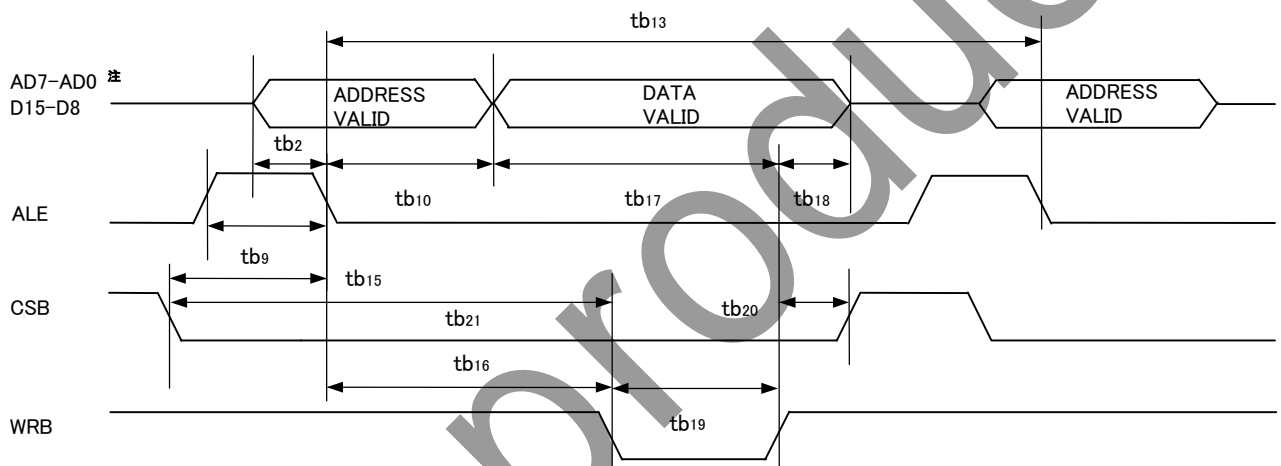 tb13
AD7-AD0 注
D15-D8
ADDRESS
VALID
DATA
VALID
ADDRESS
VALID
tb2
tb10
tb17
tb18
ALE
tb9
tb15
CSB
tb21
tb20
tb16
WRB
tb19